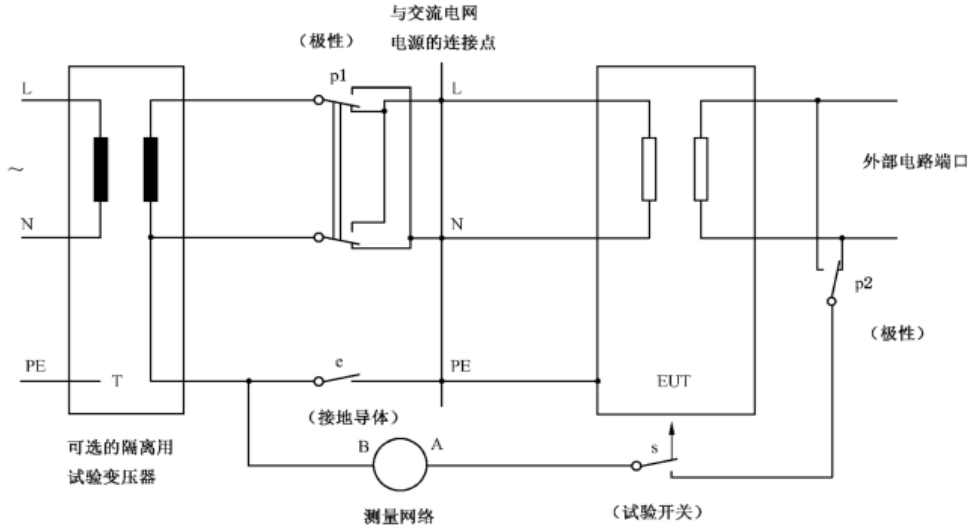 与交流电网
电源的连接点
（极性）
p1
L
L
~
外部电路端口
N
N
p2
（极性）
PE
T
e
PE
EUT
（接地导体）
可选的隔离用
试验变压器
B
A
s
测量网络
（试验开关）